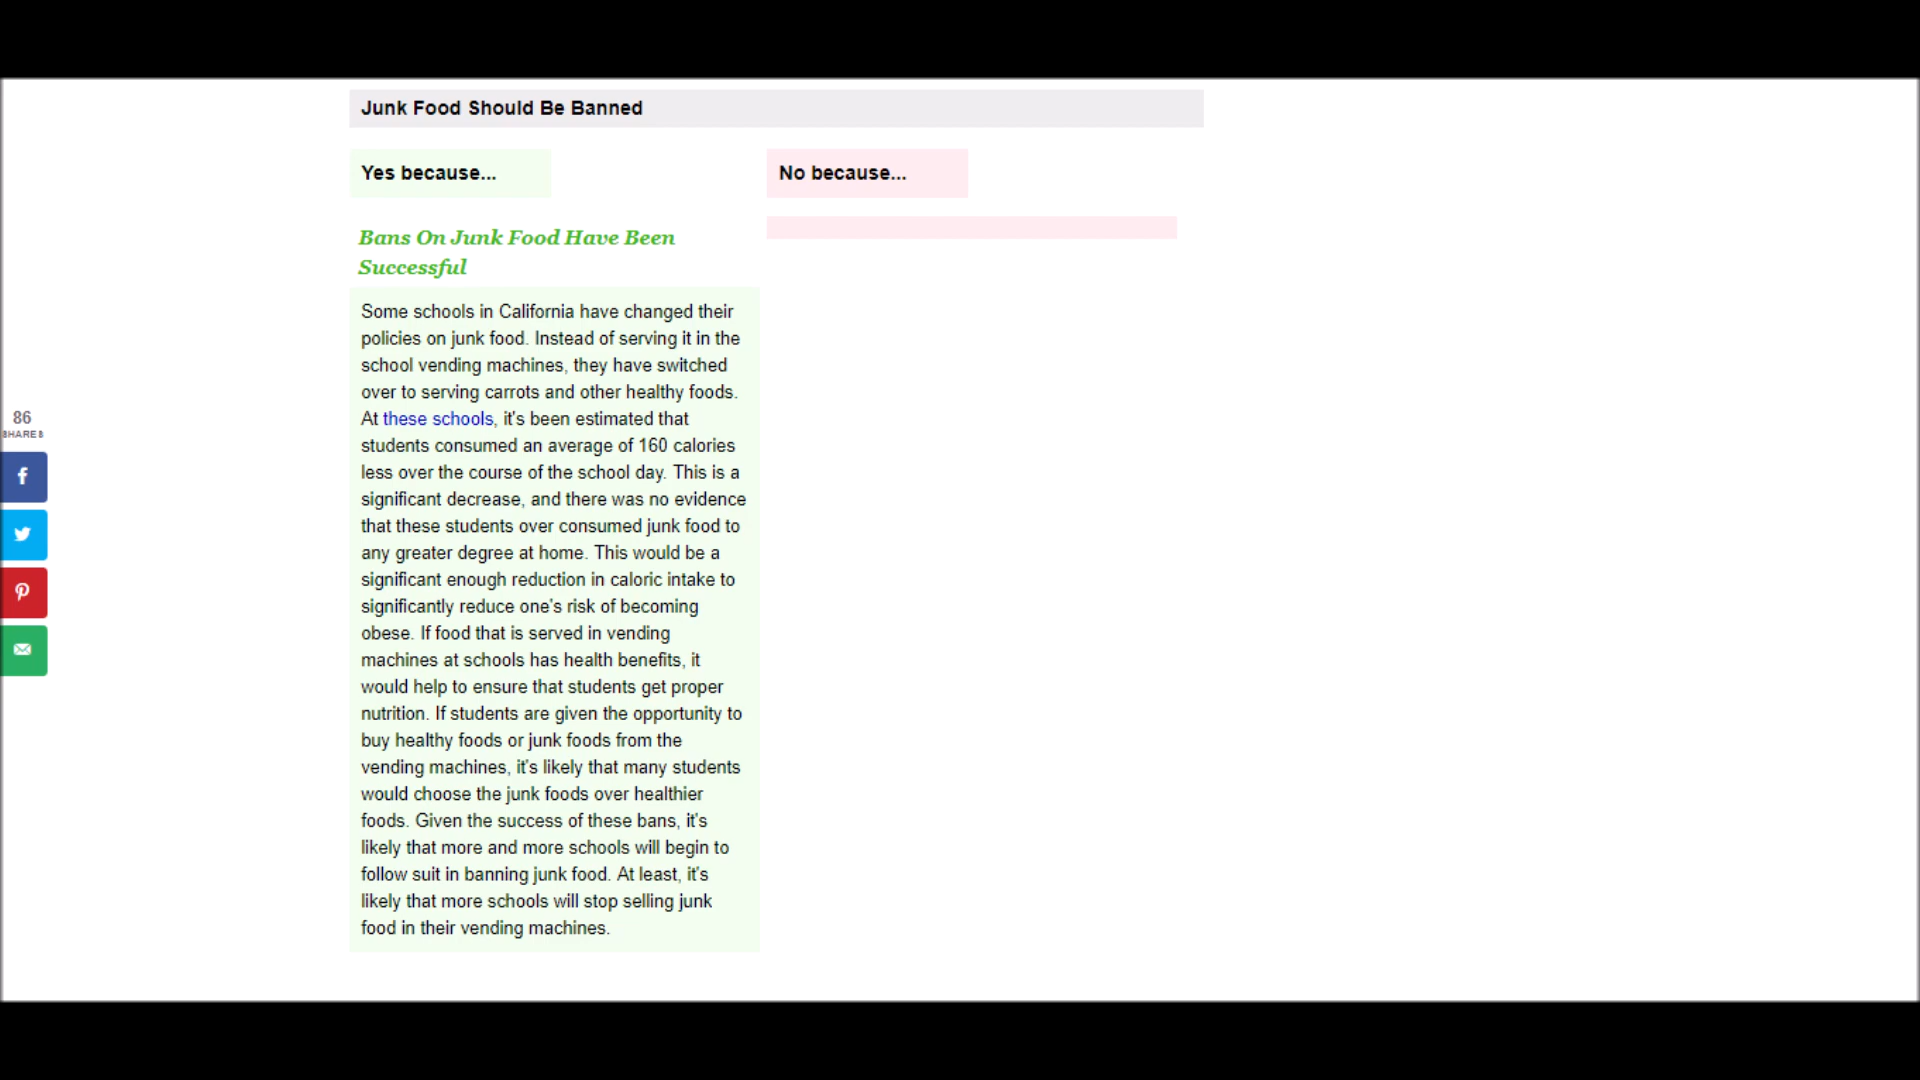 Junk Food Should Be Banned
Yes because...
No because...
Bans On Junk Food Have Been
Successful
Some schools in California have changed their
policies on junk food. Instead of serving it in the
school vending machines, they have switched
over to serving carrots and other healthy foods.
At these schools, it's been estimated that
students consumed an average of 160 calories
less over the course of the school day. This is a
significant decrease, and there was no evidence
that these students over consumed junk food to
any greater degree at home. This would be a
significant enough reduction in caloric intake to
significantly reduce one's risk of becoming
obese. If food that is served in vending
machines at schools has health benefits, it
would help to ensure that students get proper
nutrition. If students are given the opportunity to
buy healthy foods or junk foods from the
vending machines, it's likely that many students
would choose the junk foods over healthier
foods. Given the success of these bans, it's
likely that more and more schools will begin to
follow suit in banning junk food. At least, it's
likely that more schools will stop selling junk
food in their vending machines.
86
SHARES